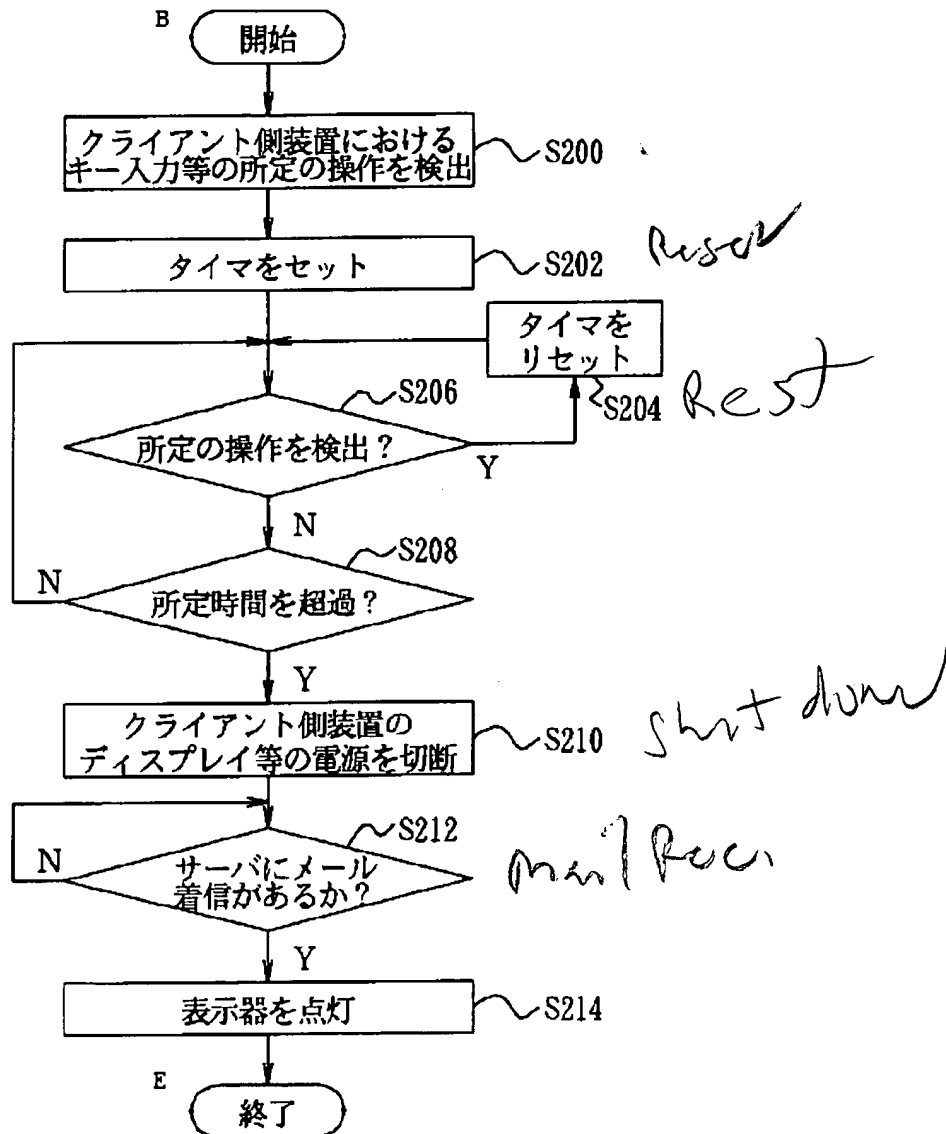 B
開始
クライアント側装置における
キー入力等の所定の操作を検出
S200
タイマをセット
S202
タイマを
リセット
S204
Rest
S206
所定の操作を検出?
Y
N
S208
N
所定時間を超過?
Y
クライアント側装置の
ディスプレイ等の電源を切断
S210
shut down
S212
N
サーバにメール
着信があるか?
mail
Y
表示器を点灯
S214
E
終了